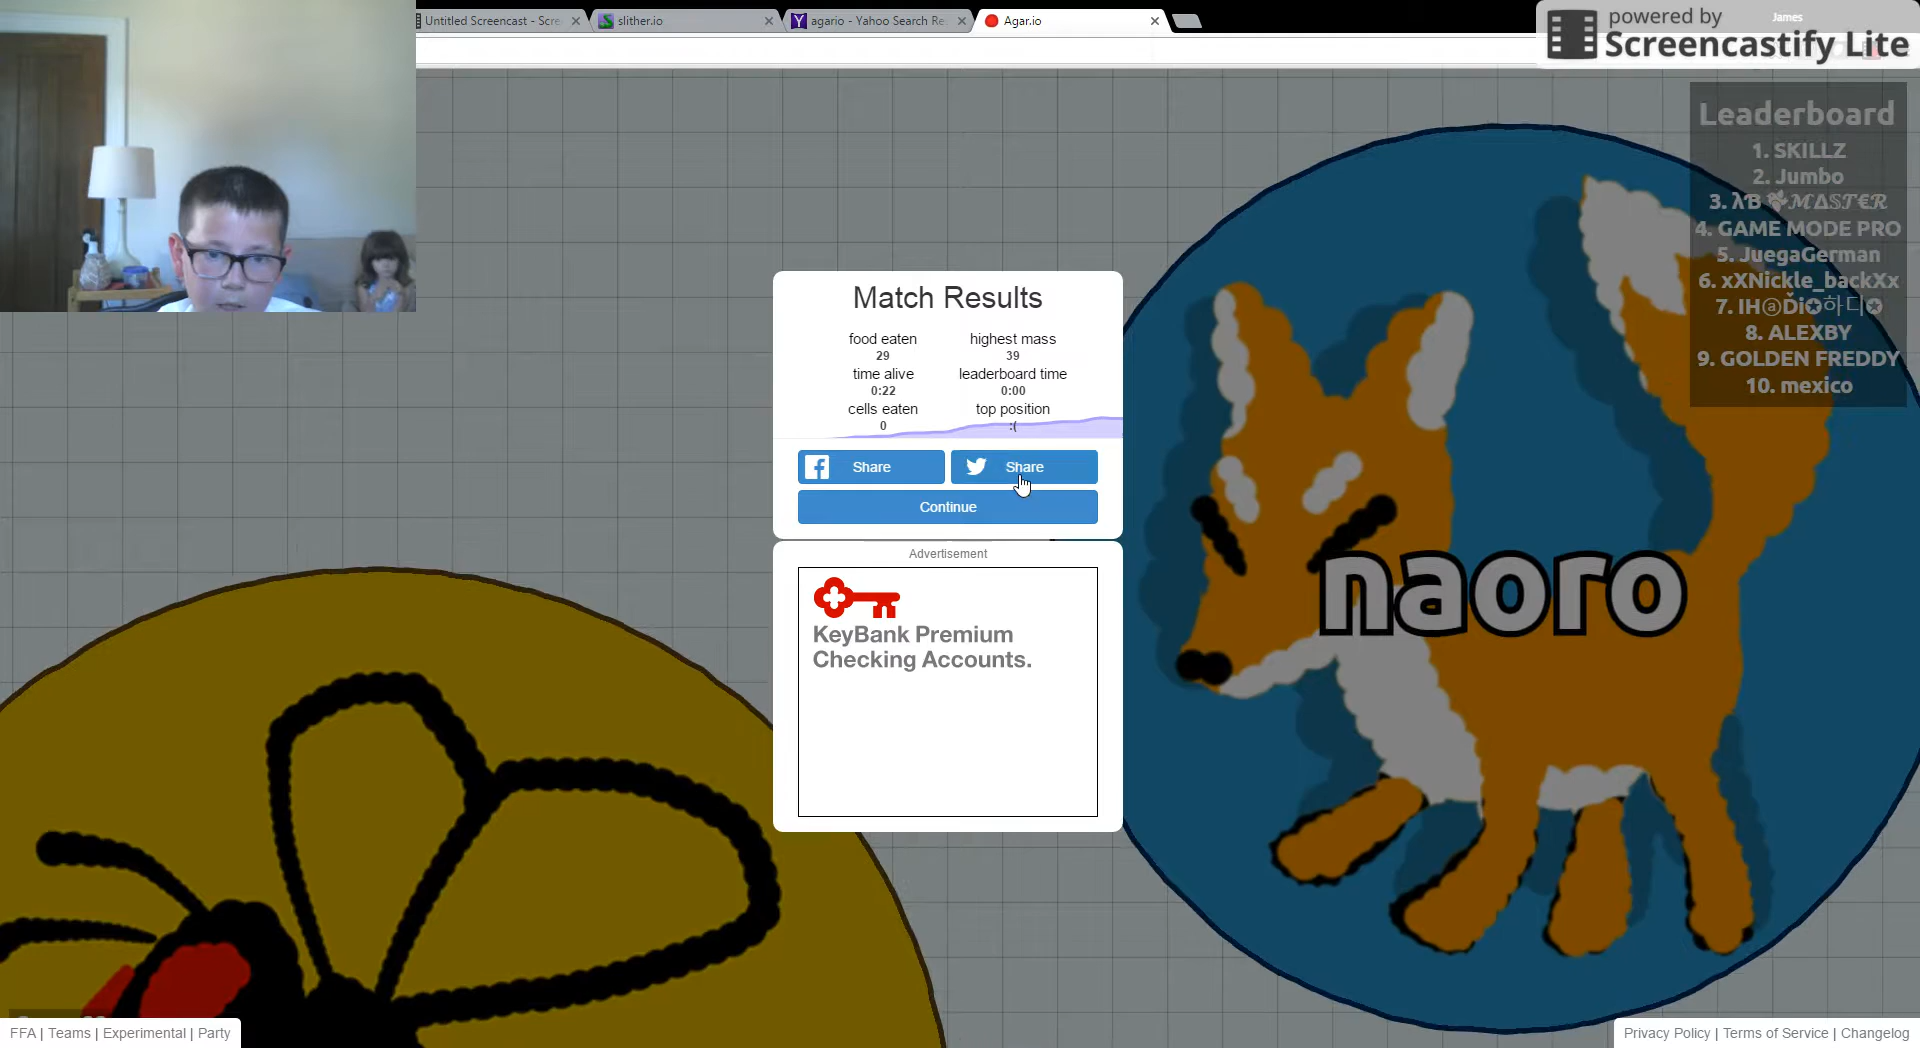 Untitled Screencast - Scre
slither.io
agario - Yahoo Search Re
Agar.io
James
powered by
Screencastify Lite
Leaderboard
1. SKILLZ
2. Jumbo
4. GAME MODE PRO
5. JuegaGerman
6. xXNickle_backXx
8. ALEXBY
9. GOLDEN FREDDY
10. mexico
Match Results
food eaten highest mass
29 39
time alive leaderboard time
0:22 0:00
cells eaten top position
0 :(
Share Share
Continue
Advertisement
KeyBank Premium
Checking Accounts.
naoro
FFA | Teams | Experimental | Party
Privacy Policy | Terms of Service | Changelog